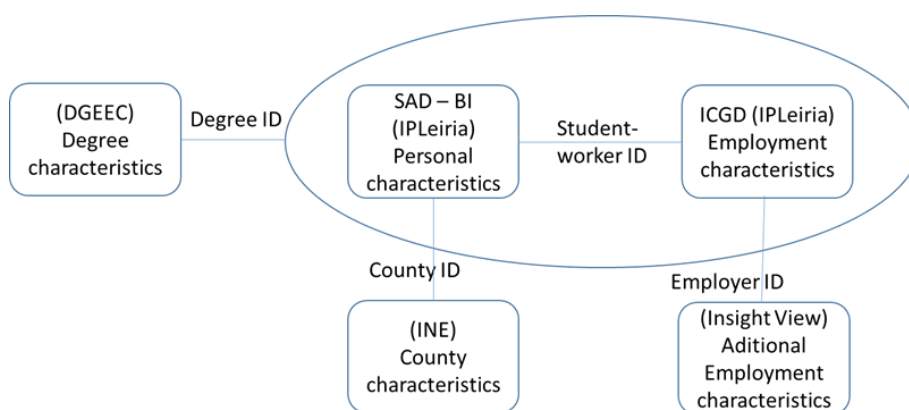 (DGEEC)
Degree
characteristics
Degree ID
SAD – BI
(IPLeiria)
Personal
characteristics
Student-
worker ID
ICGD (IPLeiria)
Employment
characteristics
County ID
Employer ID
(INE)
County
characteristics
(Insight View)
Aditional
Employment
characteristics